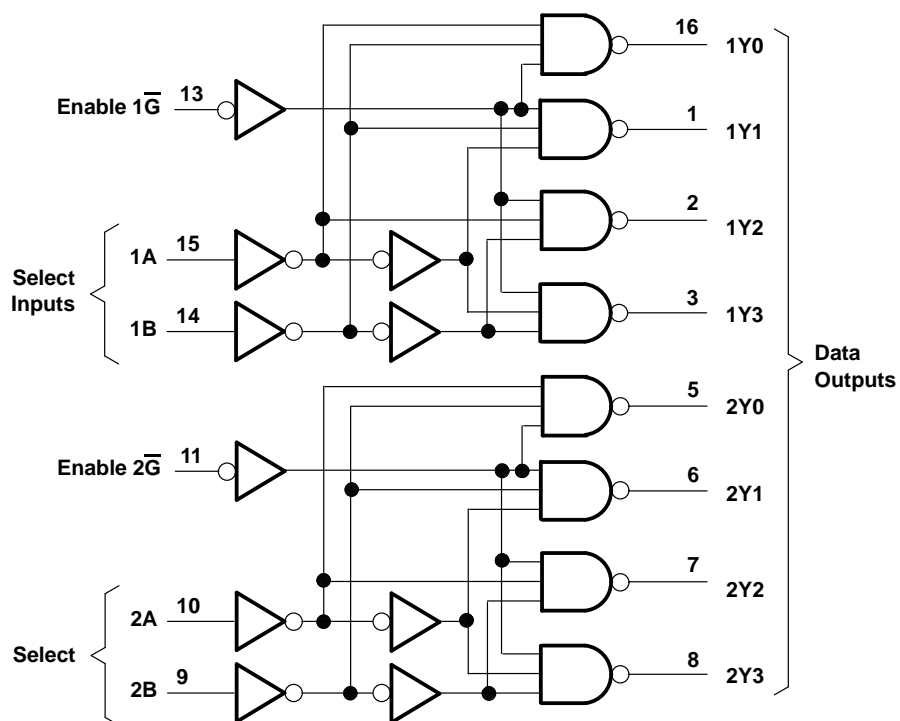 16 1Y0
Enable 1G̅ 13
1 1Y1
2 1Y2
1A 15
Select
Inputs
1B 14
3 1Y3
Data
Outputs
5 2Y0
Enable 2G̅ 11
6 2Y1
7 2Y2
2A 10
Select
2B 9
8 2Y3